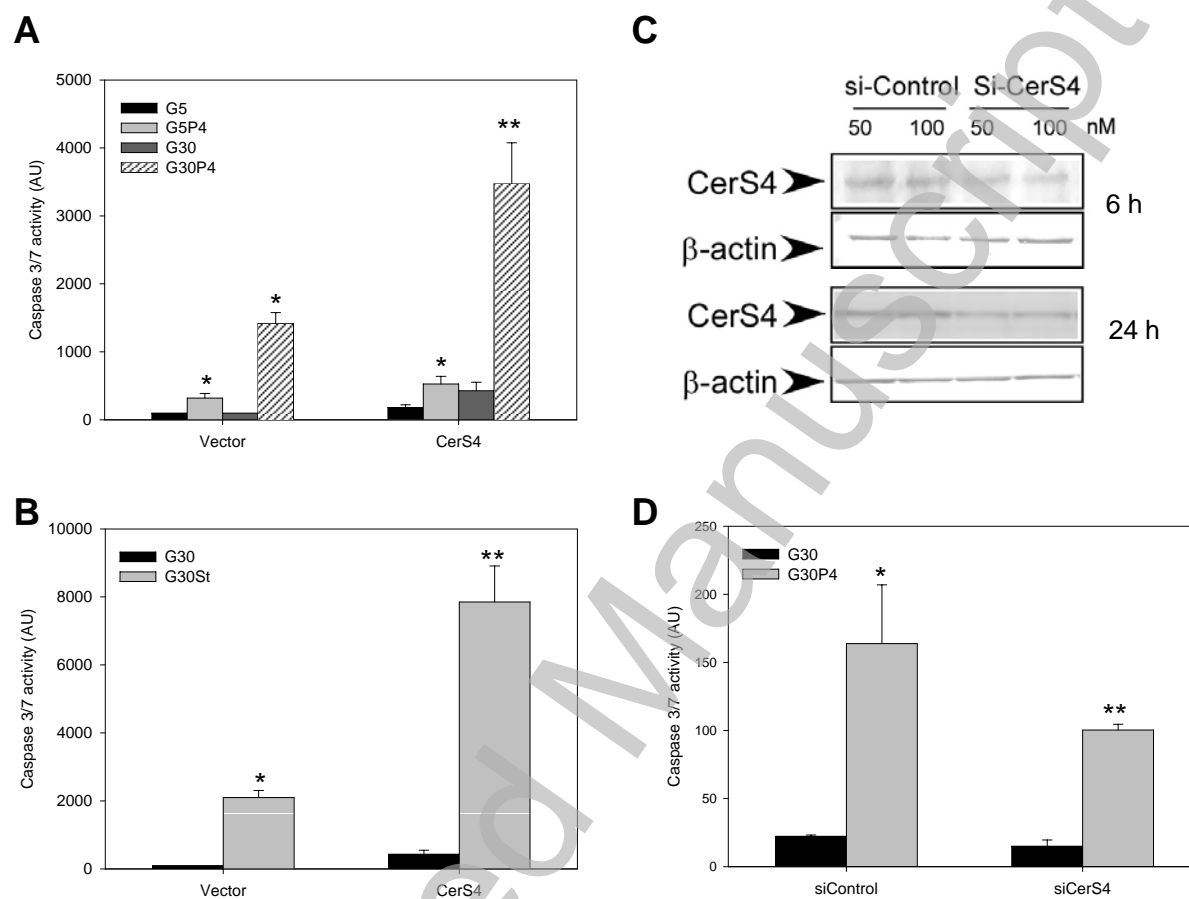 A
5000
4000
3000
2000
1000
0
Caspase 3/7 activity (AU)
G5
G5P4
G30
G30P4
*
*
*
**
Vector
CerS4
B
10000
8000
6000
4000
2000
0
Caspase 3/7 activity (AU)
G30
G30St
*
**
Vector
CerS4
C
si-Control Si-CerS4
50 100 50 100 nM
CerS4
6 h
β-actin
CerS4
24 h
β-actin
D
250
200
150
100
50
0
Caspase 3/7 activity (AU)
G30
G30P4
*
**
siControl
siCerS4
ed Manuscript